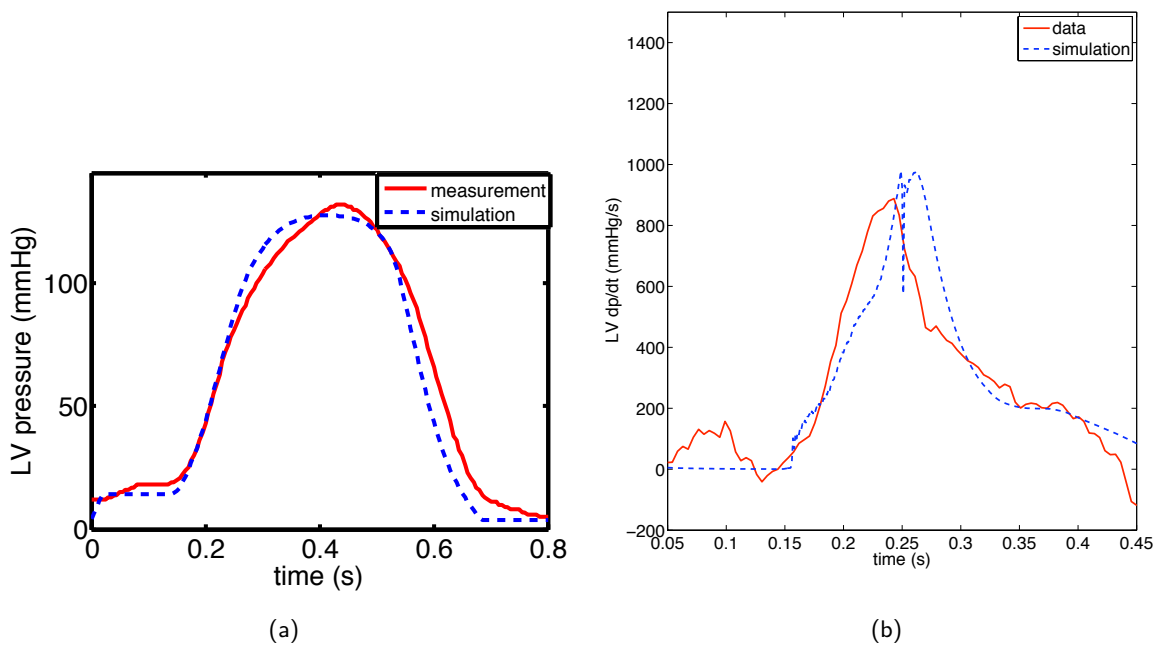 measurement
simulation
LV pressure (mmHg)
100
50
0
0 0.2 0.4 0.6 0.8
time (s)
(a)
data
simulation
LV dp/dt (mmHg/s)
1400
1200
1000
800
600
400
200
0
−200
0.05 0.1 0.15 0.2 0.25 0.3 0.35 0.4 0.45
time (s)
(b)